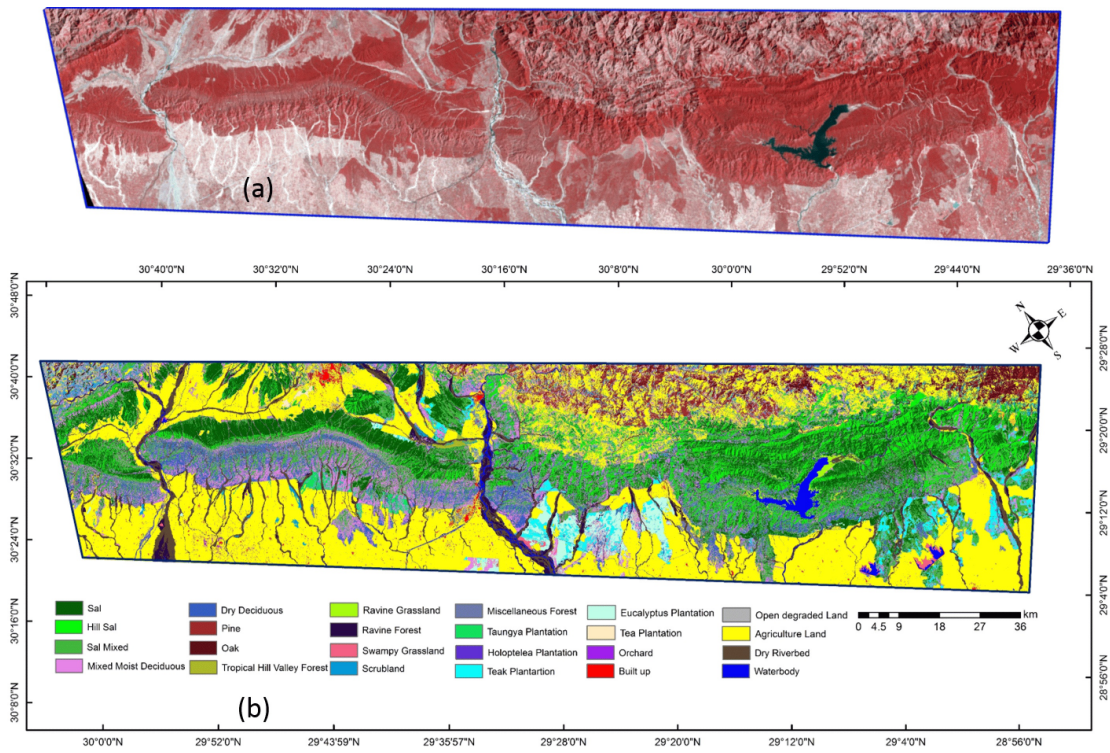 (a)
30°40'0"N 30°32'0"N 30°24'0"N 30°16'0"N 30°8'0"N 30°0'0"N 29°52'0"N 29°44'0"N 29°36'0"N
30°48'0"N
30°40'0"N
30°32'0"N
30°24'0"N
30°16'0"N
30°8'0"N
N
E
W
S
29°28'0"N
29°20'0"N
29°12'0"N
29°4'0"N
28°56'0"N
Sal
Hill Sal
Sal Mixed
Mixed Moist Deciduous
Dry Deciduous
Pine
Oak
Tropical Hill Valley Forest
Ravine Grassland
Ravine Forest
Swampy Grassland
Scrubland
Miscellaneous Forest
Taungya Plantation
Holoptelea Plantation
Teak Plantartion
Eucalyptus Plantation
Tea Plantation
Orchard
Built up
Open degraded Land
Agriculture Land
Dry Riverbed
Waterbody
km
0 4.5 9 18 27 36
(b)
30°0'0"N 29°52'0"N 29°43'59"N 29°35'57"N 29°28'0"N 29°20'0"N 29°12'0"N 29°4'0"N 28°56'0"N